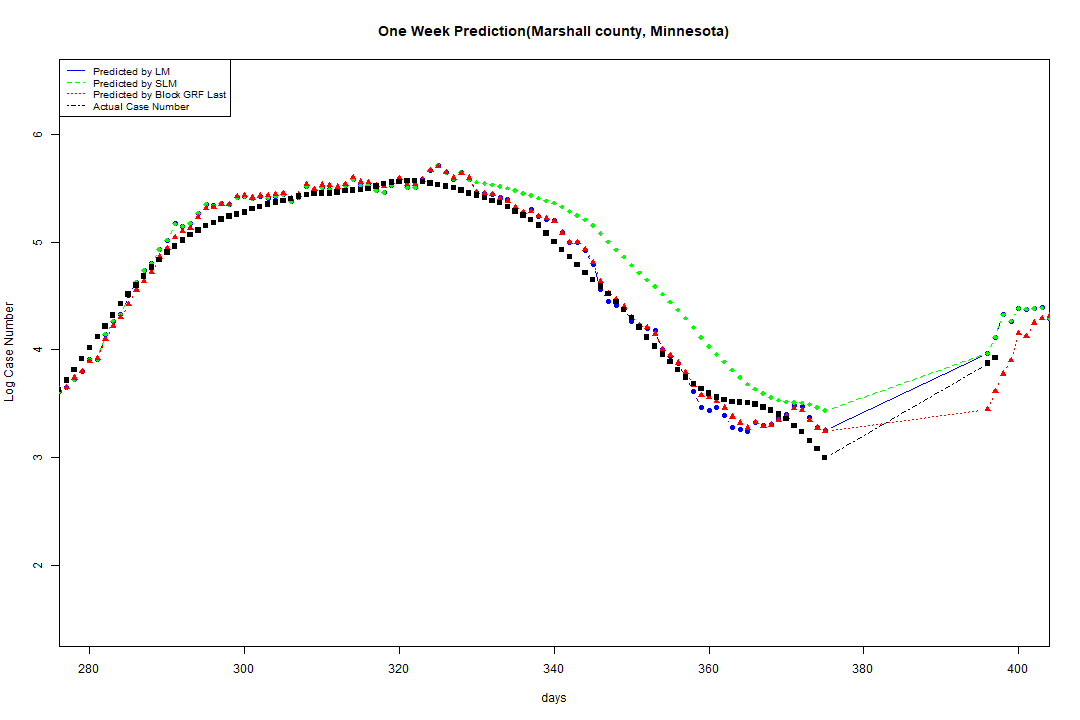 One Week Prediction(Marshall county, Minnesota)
Predicted by LM
Predicted by SLM
Predicted by Block GRF Last
Actual Case Number
6
5
4
3
2
Log Case Number
280 300 320 340 360 380 400
days